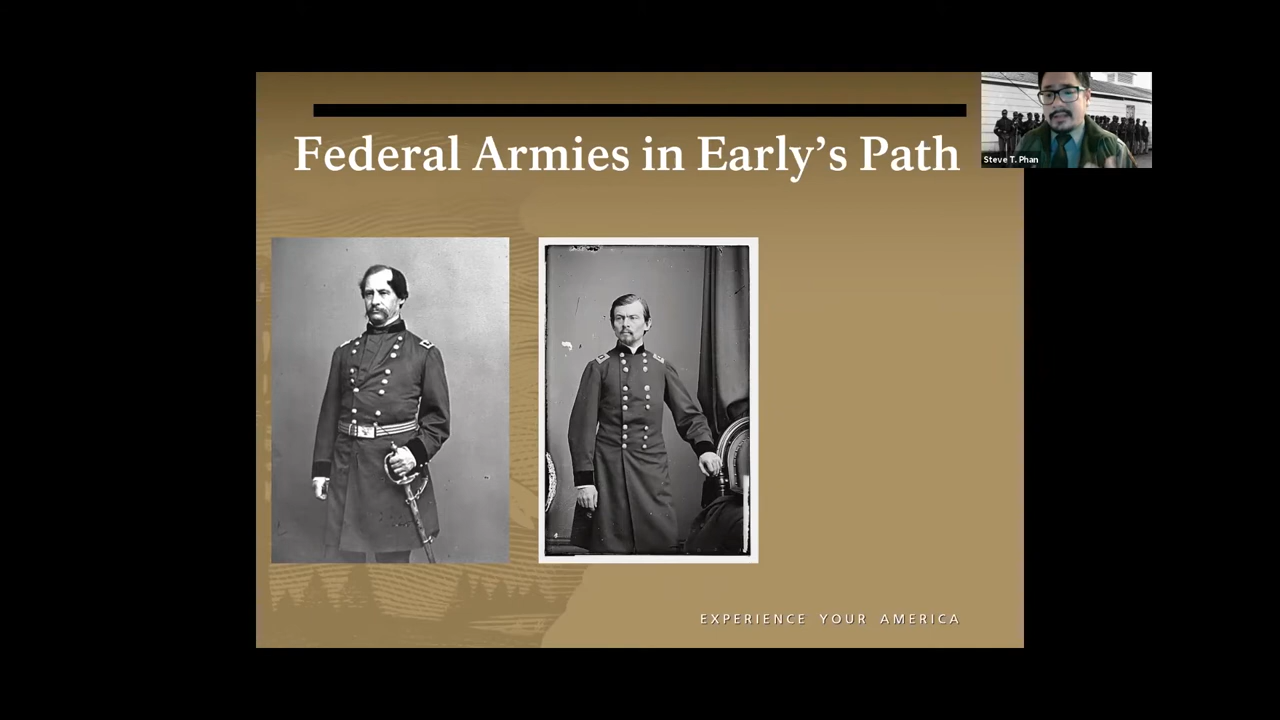 Federal Armies in Early’s Path
Steve T. Phan
EXPERIENCE YOUR AMERICA